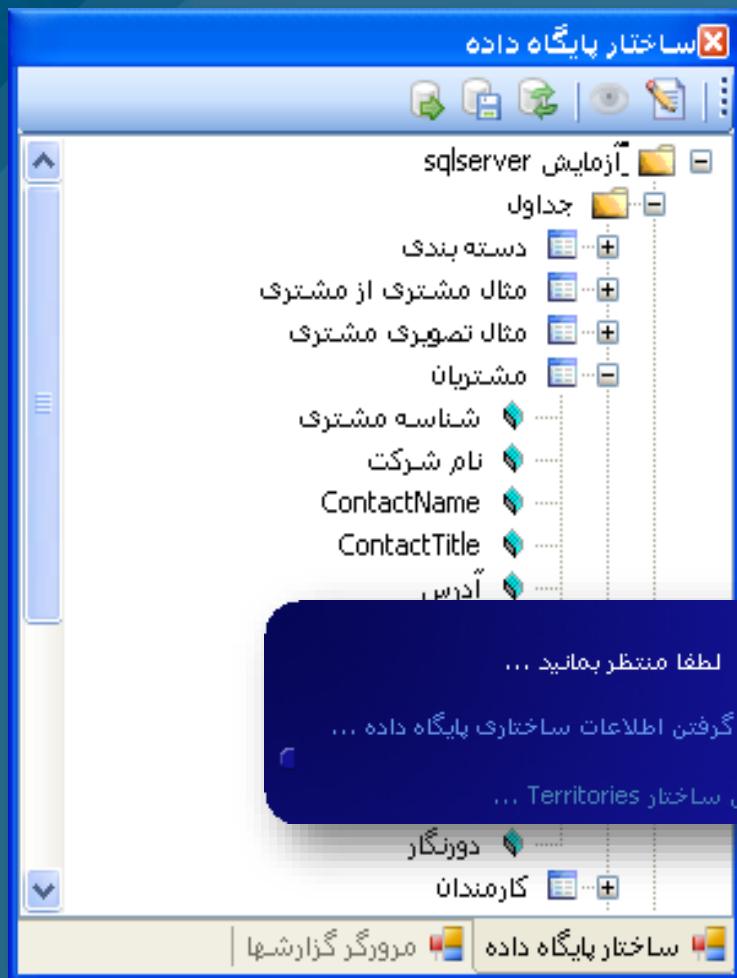 ساختار پایگاه داده
آزمایش sqlserver
جداول
دسته بندی
مثال مشتری از مشتری
مثال تصویری مشتری
مشتریان
شناسه مشتری
نام شرکت
ContactName
ContactTitle
آدرس
لطفا منتظر بمانید ...
گرفتن اطلاعات ساختاری پایگاه داده ...
ساختار Territories ...
دورنگار
کارمندان
ساختار پایگاه داده
مرورگر گزارشها